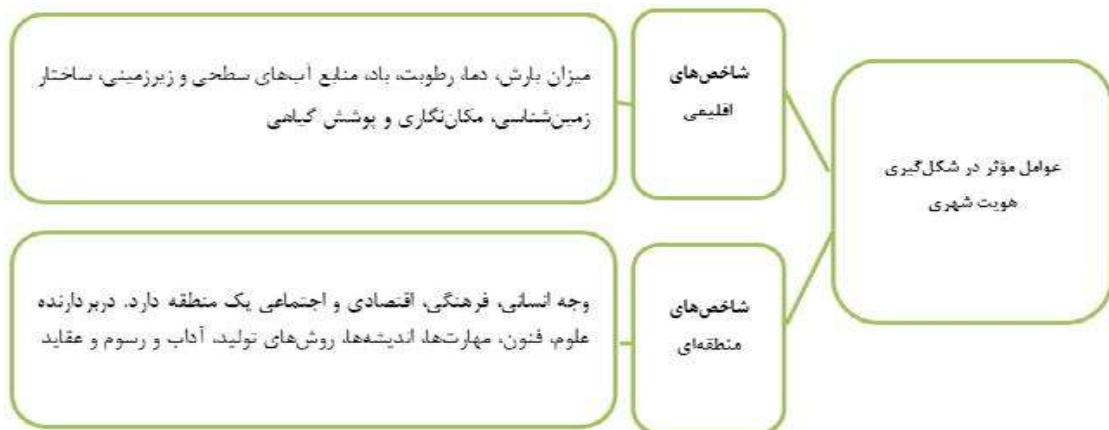 عوامل مؤثر در شکل‌گیری
هویت شهری
شاخص‌های
اقلیمی
میزان بارش، دما، رطوبت، باد، منابع آب‌های سطحی و زیرزمینی، ساختار
زمین‌شناسی، مکان‌نگاری و پوشش گیاهی
شاخص‌های
منطقه‌ای
وجه انسانی، فرهنگی، اقتصادی و اجتماعی یک منطقه دارد. دربردارنده
علوم، فنون، مهارت‌ها، اندیشه‌ها، روش‌های تولید، آداب و رسوم و عقاید